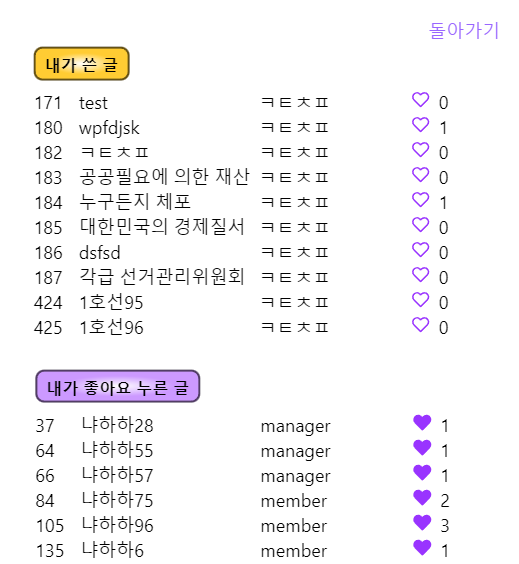 돌아가기
내가 쓴 글
171 test ㅋㅌㅊㅍ 0
180 wpfdjsk ㅋㅌㅊㅍ 1
182 ㅋㅌㅊㅍ ㅋㅌㅊㅍ 0
183 공공필요에 의한 재산 ㅋㅌㅊㅍ 0
184 누구든지 체포 ㅋㅌㅊㅍ 1
185 대한민국의 경제질서 ㅋㅌㅊㅍ 0
186 dsfsd ㅋㅌㅊㅍ 0
187 각급 선거관리위원회 ㅋㅌㅊㅍ 0
424 1호선95 ㅋㅌㅊㅍ 0
425 1호선96 ㅋㅌㅊㅍ 0
내가 좋아요 누른 글
37 냐하하28 manager 1
64 냐하하55 manager 1
66 냐하하57 manager 1
84 냐하하75 member 2
105 냐하하96 member 3
135 냐하하6 member 1